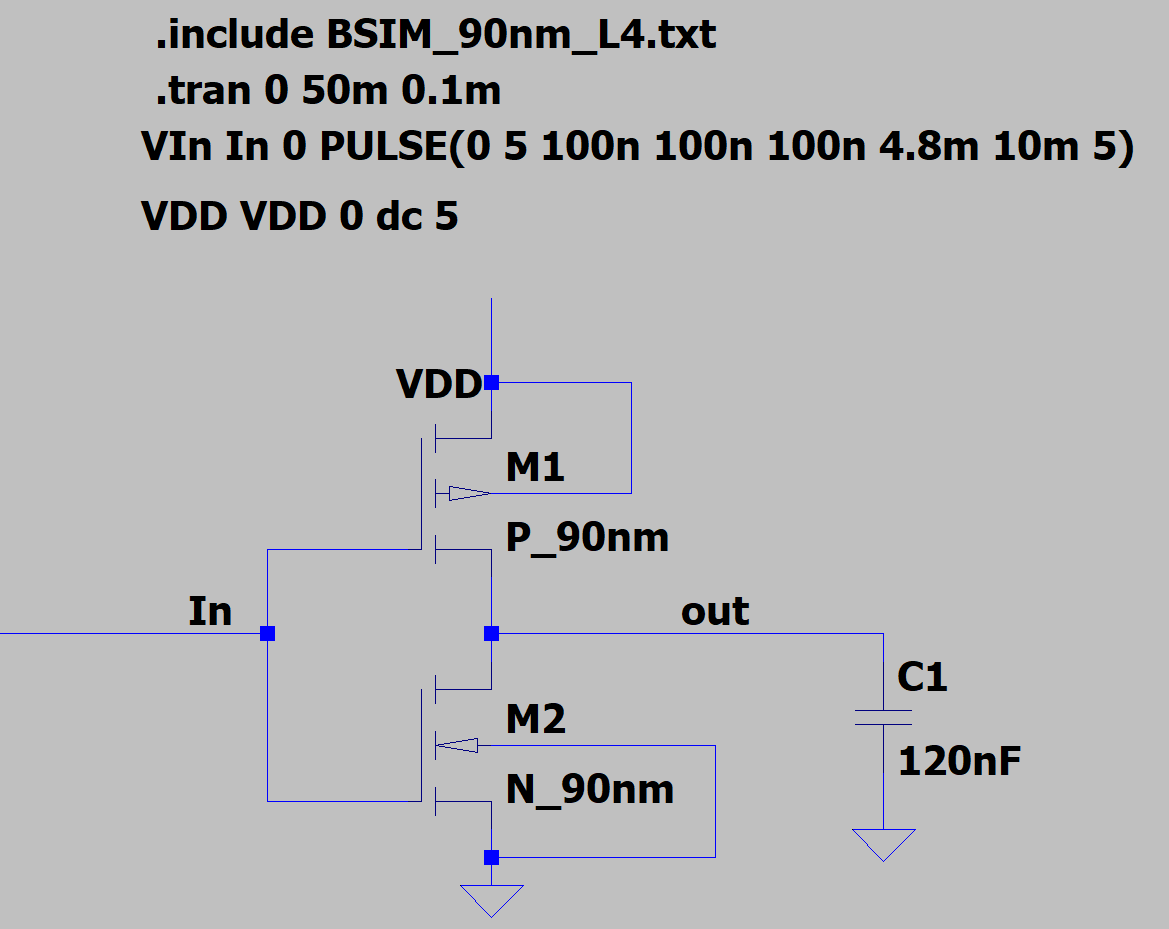 .include BSIM_90nm_L4.txt
.tran 0 50m 0.1m
VIn In 0 PULSE(0 5 100n 100n 100n 4.8m 10m 5)
VDD VDD 0 dc 5
VDD
M1
P_90nm
In
out
C1
M2
120nF
N_90nm